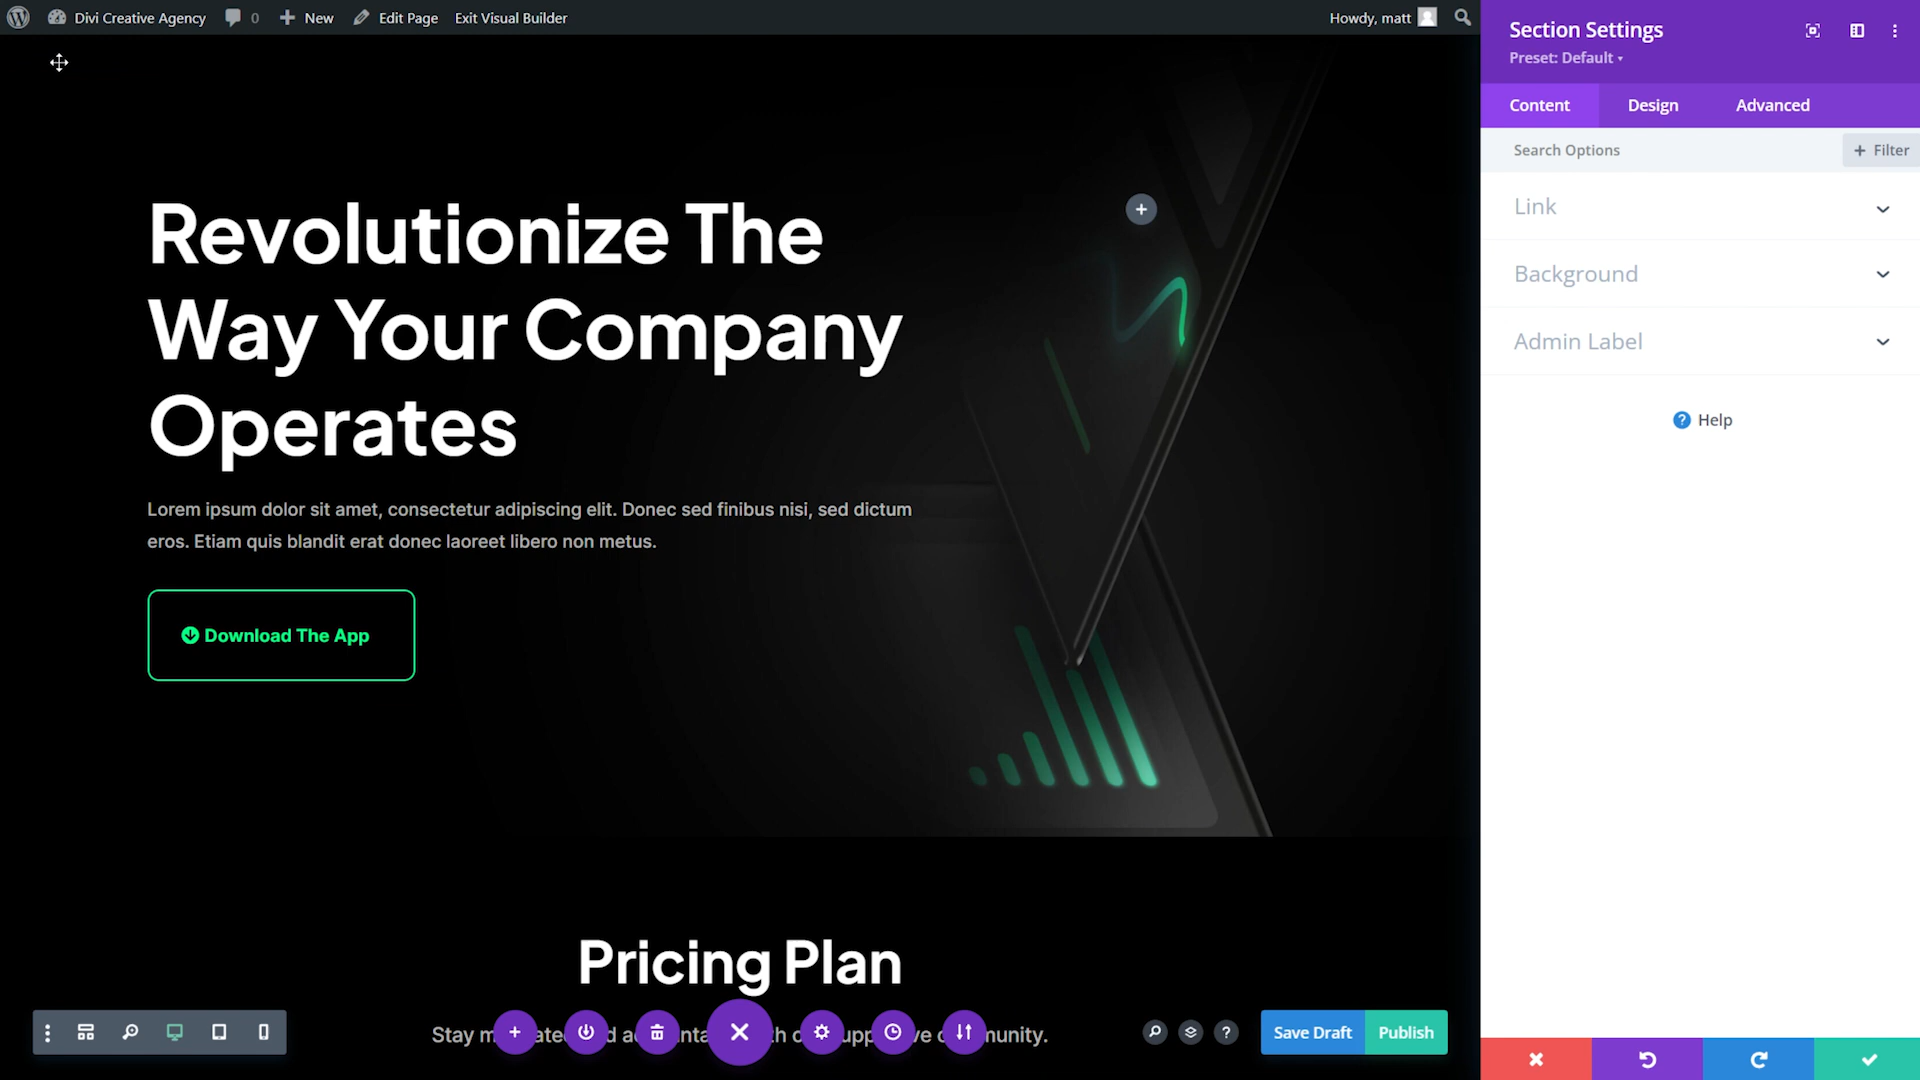 Divi Creative Agency 0 New Edit Page Exit Visual Builder Howdy, matt
Revolutionize The
Way Your Company
Operates
Lorem ipsum dolor sit amet, consectetur adipiscing elit. Donec sed finibus nisi, sed dictum
eros. Etiam quis blandit erat donec laoreet libero non metus.
Download The App
Pricing Plan
Stay m
munity.
Save Draft Publish
Section Settings
Preset: Default
Content Design Advanced
Search Options + Filter
Link
Background
Admin Label
? Help